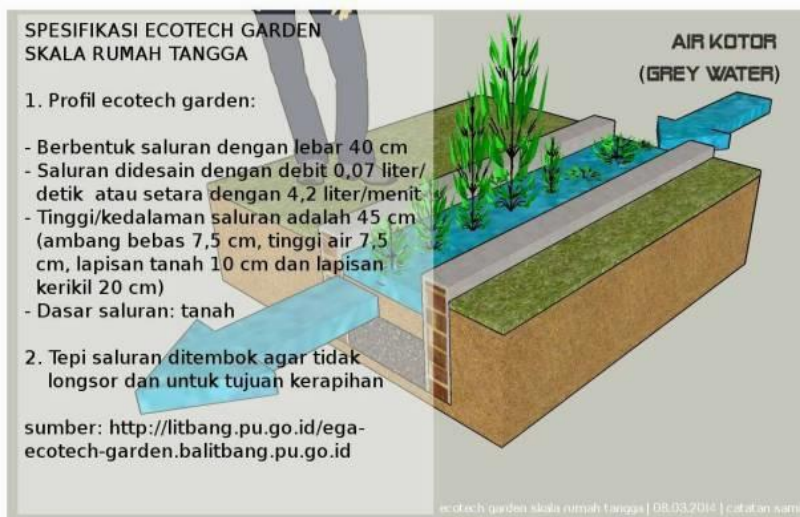 SPESIFIKASI ECOTECH GARDEN
SKALA RUMAH TANGGA
1. Profil ecotech garden:
- Berbentuk saluran dengan lebar 40 cm
- Saluran didesain dengan debit 0,07 liter/
detik atau setara dengan 4,2 liter/menit
- Tinggi/kedalaman saluran adalah 45 cm
(ambang bebas 7,5 cm, tinggi air 7,5
cm, lapisan tanah 10 cm dan lapisan
kerikil 20 cm)
- Dasar saluran: tanah
2. Tepi saluran ditembok agar tidak
longsor dan untuk tujuan kerapihan
sumber: http://litbang.pu.go.id/ega-
ecotech-garden.balitbang.pu.go.id
AIR KOTOR
(GREY WATER)
ecotech garden skala rumah tangga | 08.03.2014 | catatan